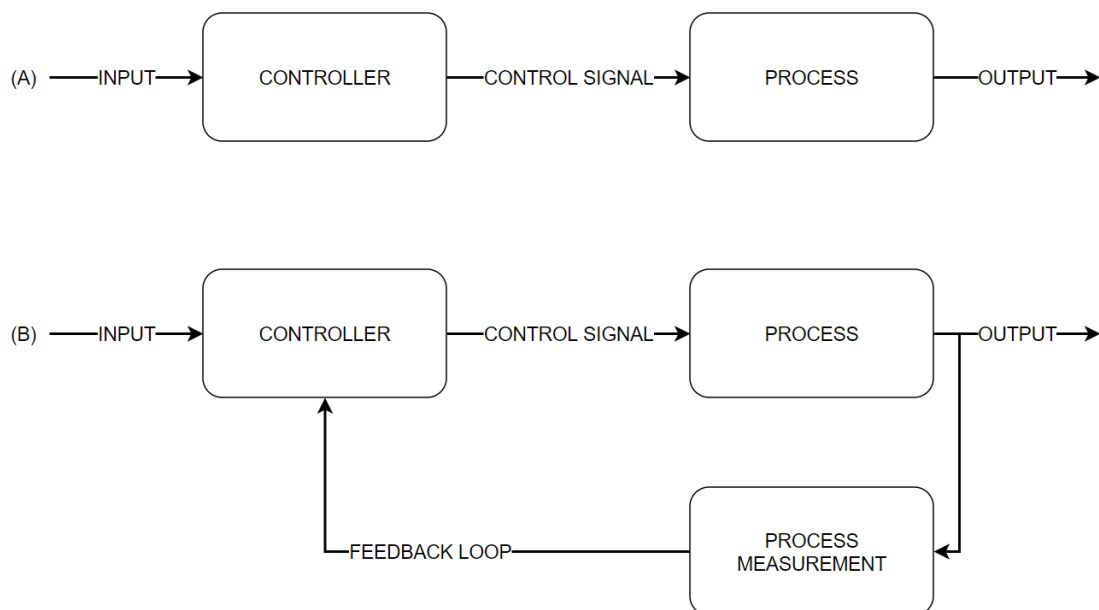 (A) INPUT CONTROLLER CONTROL SIGNAL PROCESS OUTPUT
(B) INPUT CONTROLLER CONTROL SIGNAL PROCESS OUTPUT
FEEDBACK LOOP
PROCESS
MEASUREMENT